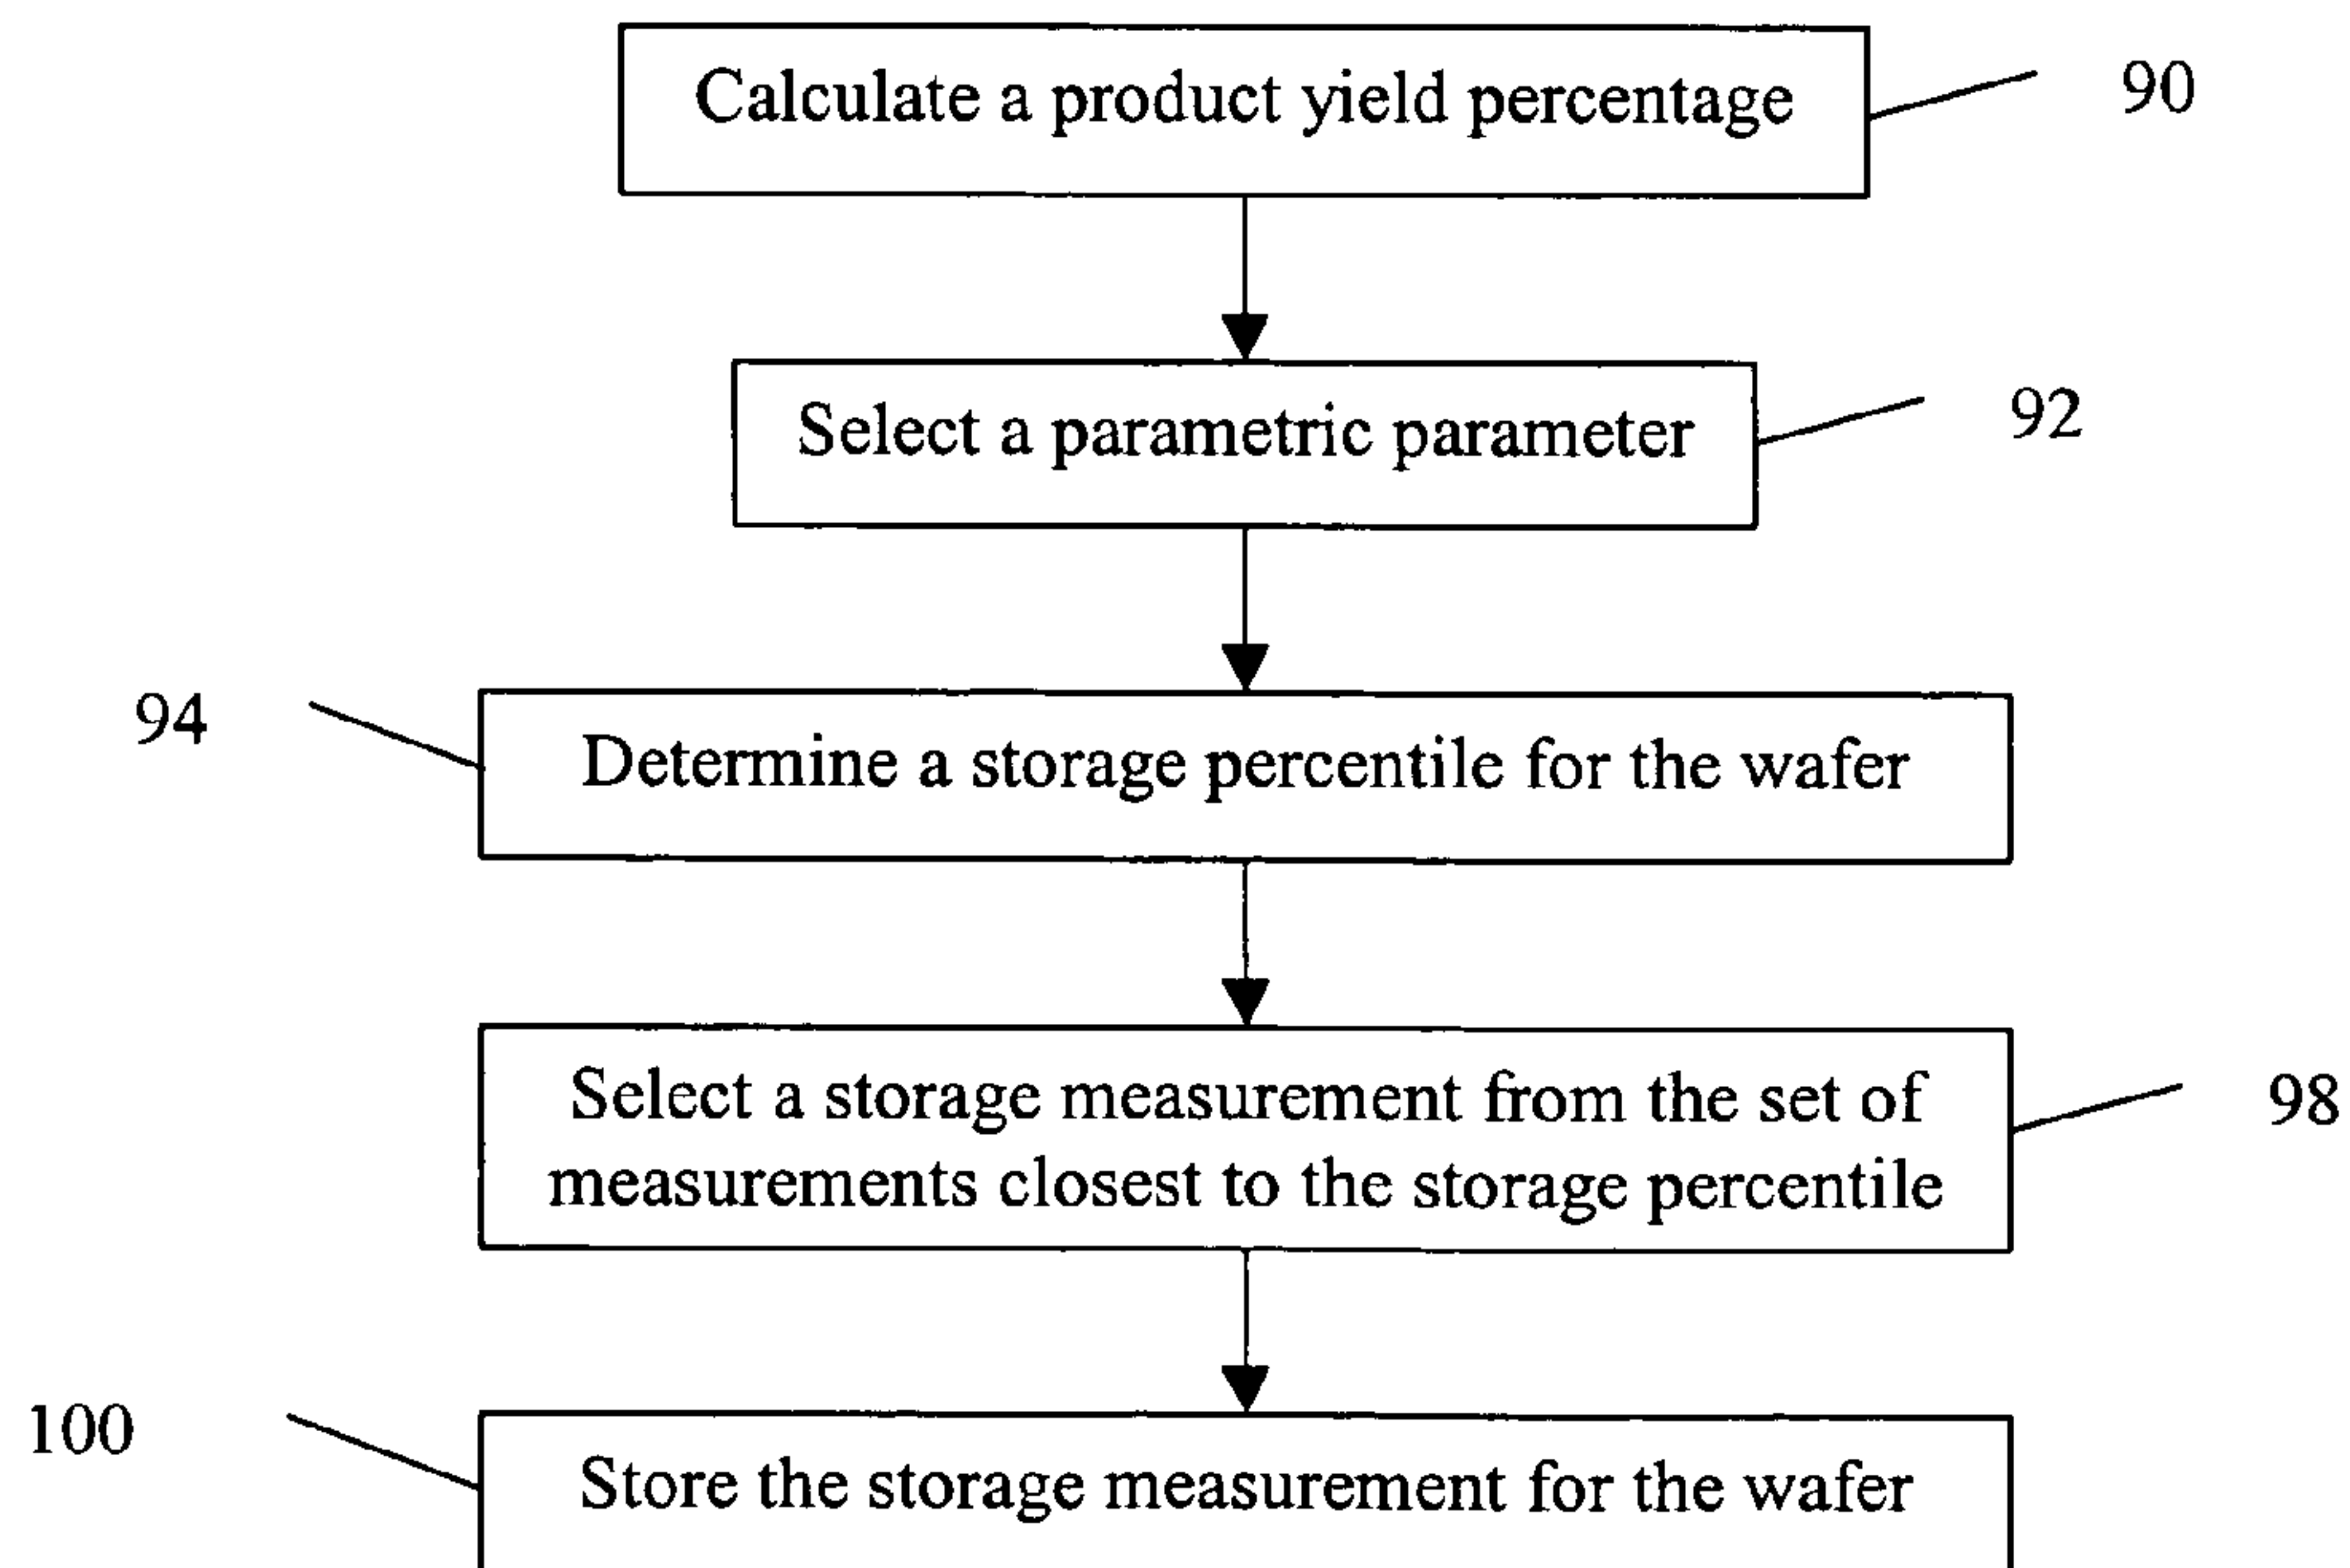 Calculate a product yield percentage
90
Select a parametric parameter
92
94
Determine a storage percentile for the wafer
Select a storage measurement from the set of
measurements closest to the storage percentile
98
100
Store the storage measurement for the wafer